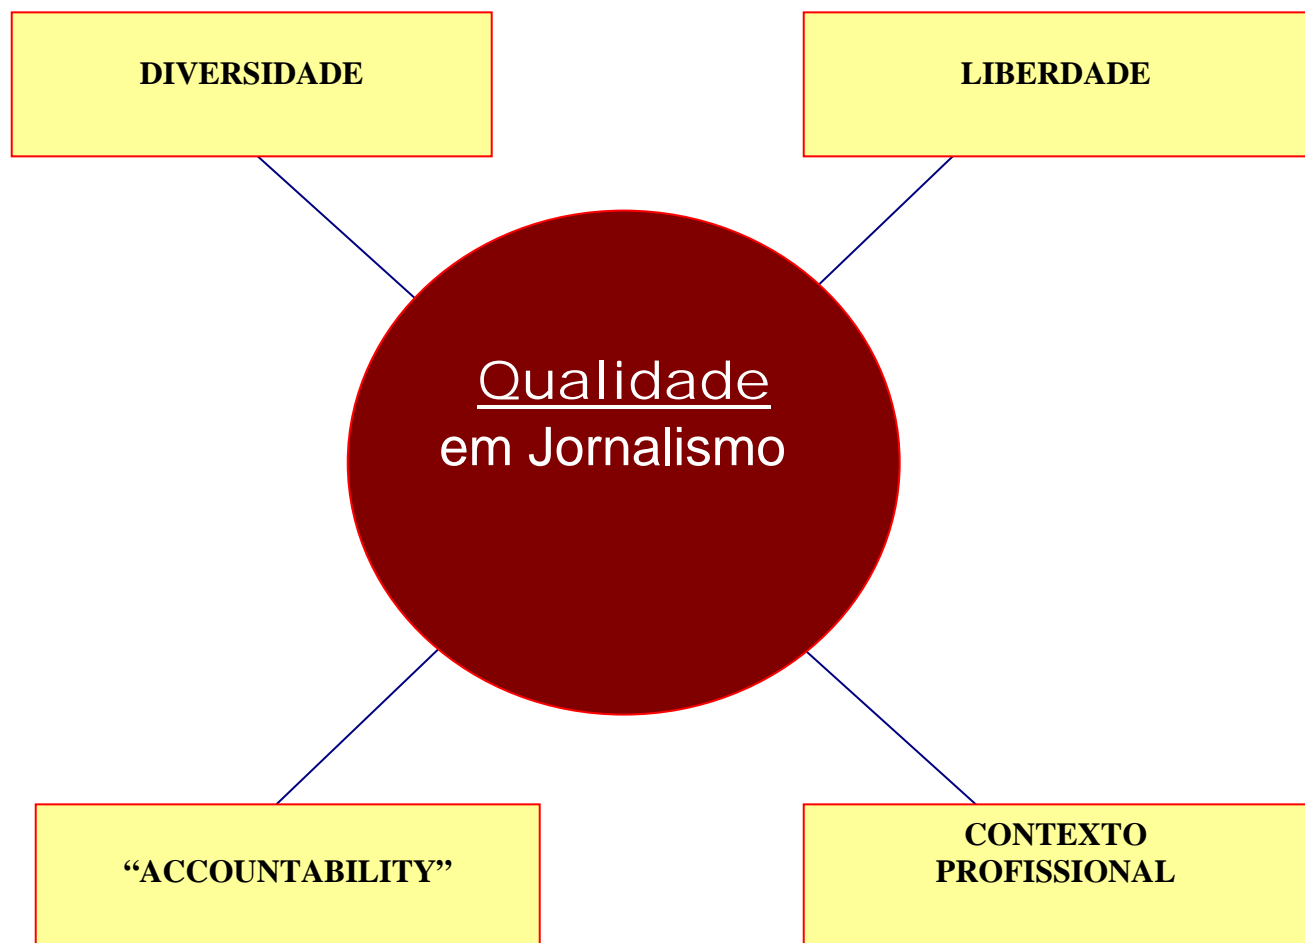 DIVERSIDADE
LIBERDADE
Qualidade
em Jornalismo
“ACCOUNTABILITY”
CONTEXTO
PROFISSIONAL